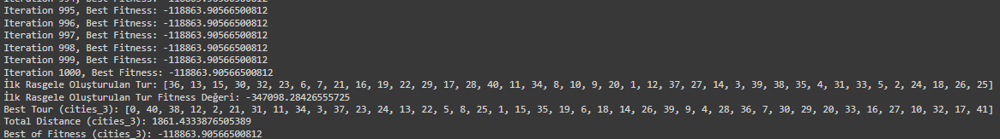 Iteration 994, Best Fitness: -118863.90566500812
Iteration 995, Best Fitness: -118863.90566500812
Iteration 996, Best Fitness: -118863.90566500812
Iteration 997, Best Fitness: -118863.90566500812
Iteration 998, Best Fitness: -118863.90566500812
Iteration 999, Best Fitness: -118863.90566500812
Iteration 1000, Best Fitness: -118863.90566500812
İlk Rasgele Oluşturulan Tur: [36, 13, 15, 30, 32, 23, 6, 7, 21, 16, 19, 22, 29, 17, 28, 40, 11, 34, 8, 10, 9, 20, 1, 12, 37, 27, 14, 3, 39, 38, 35, 4, 31, 33, 5, 2, 24, 18, 26, 25]
İlk Rasgele Oluşturulan Tur Fitness Değeri: -347098.28426555725
Best Tour (cities_3): [0, 40, 38, 12, 2, 21, 31, 11, 34, 3, 37, 23, 24, 13, 22, 5, 8, 25, 1, 15, 35, 19, 6, 18, 14, 26, 39, 9, 4, 28, 36, 7, 30, 29, 20, 33, 16, 27, 10, 32, 17, 41]
Total Distance (cities_3): 1861.4333876505389
Best of Fitness (cities_3): -118863.90566500812